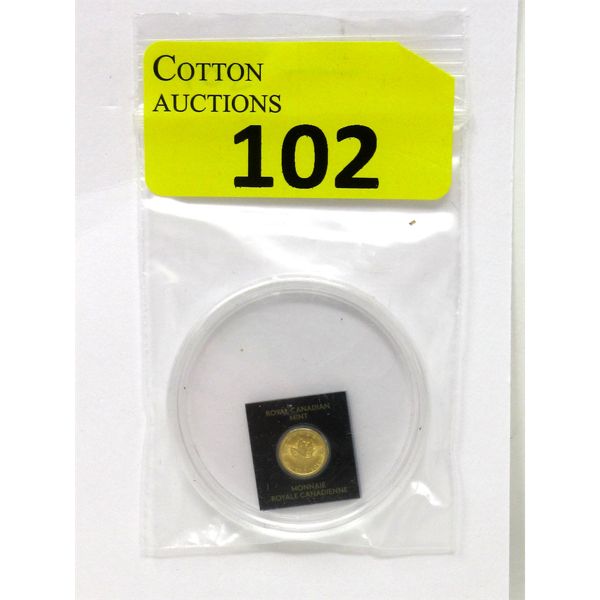 COTTON
AUCTIONS
102
ROYAL CANADIAN
MINT
MONNAIE
ROYALE CANADIENNE